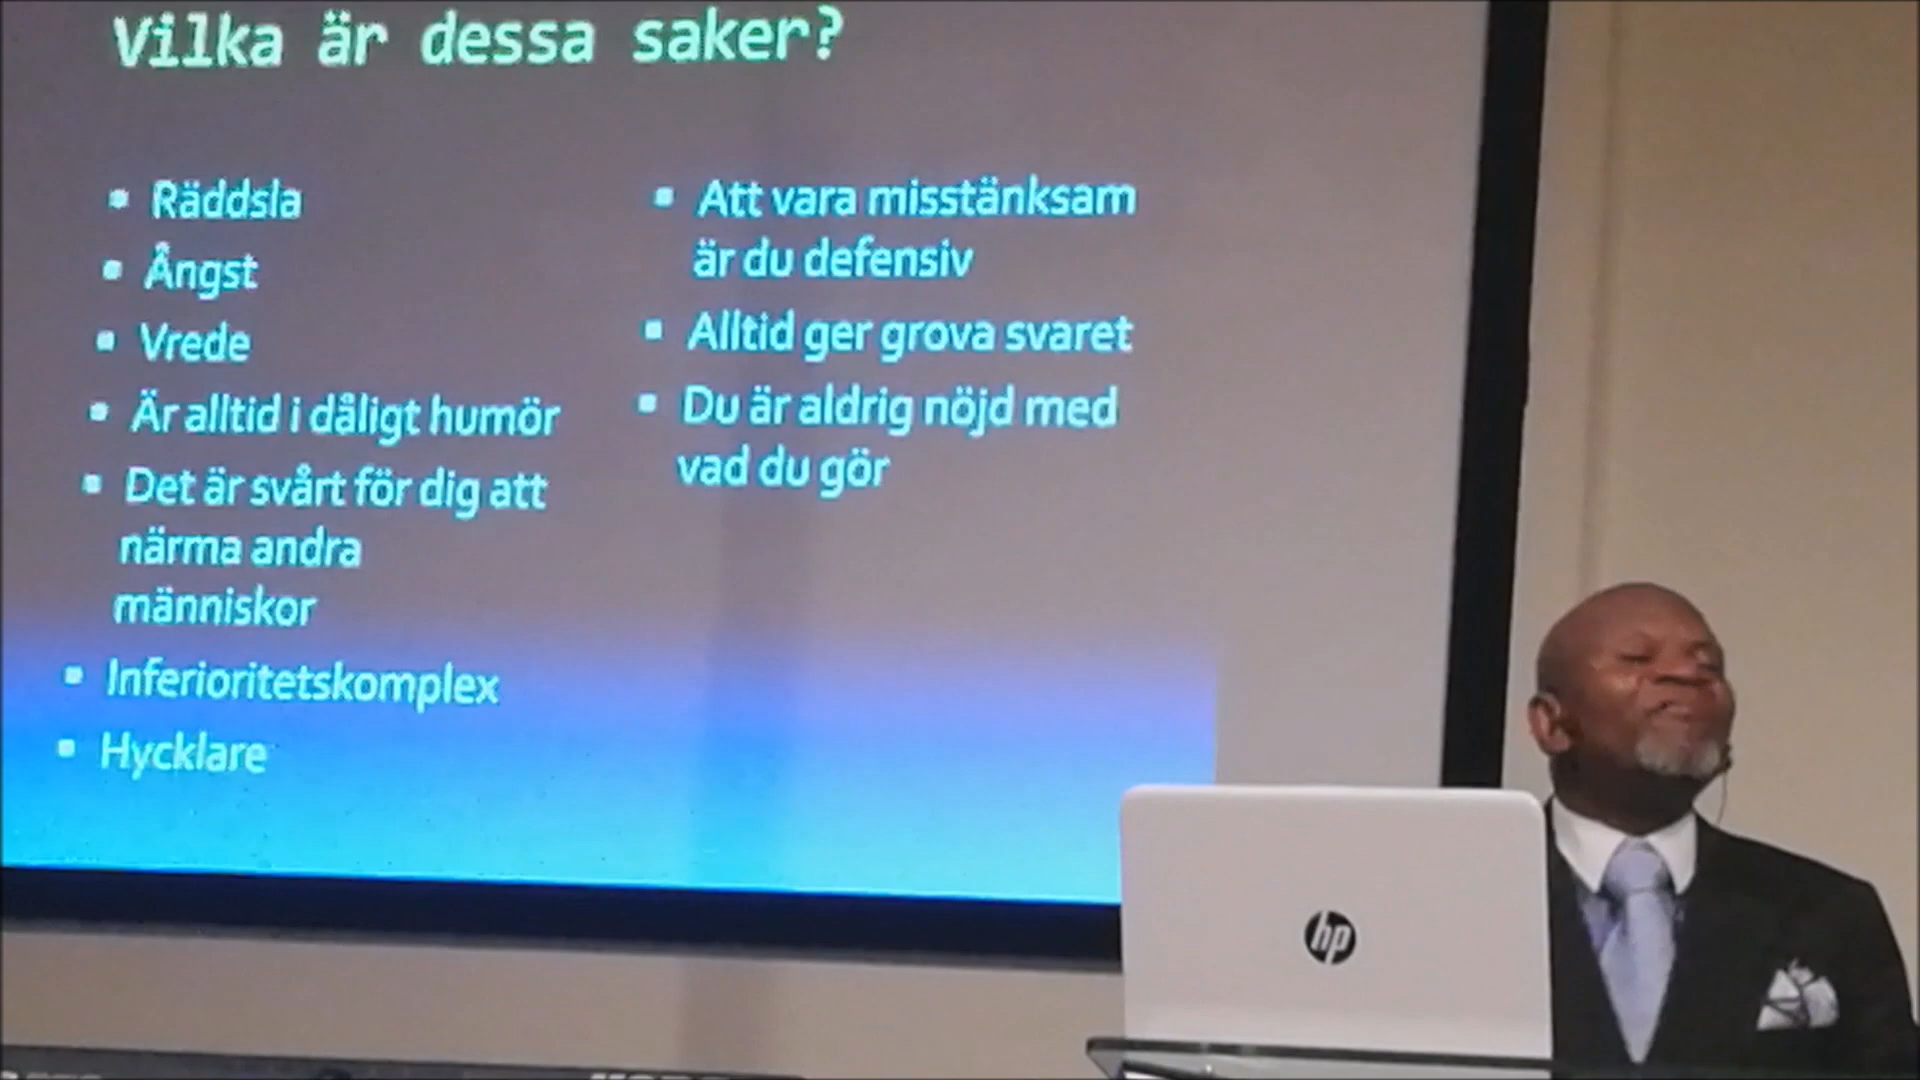 Vilka är dessa saker?
▪ Räddsla
▪ Ångst
▪ Vrede
▪ Är alltid i dåligt humör
▪ Det är svårt för dig att
närma andra
människor
▪ Inferioritetskomplex
▪ Hycklare
▪ Att vara misstänksam
är du defensiv
▪ Alltid ger grova svaret
▪ Du är aldrig nöjd med
vad du gör
hp